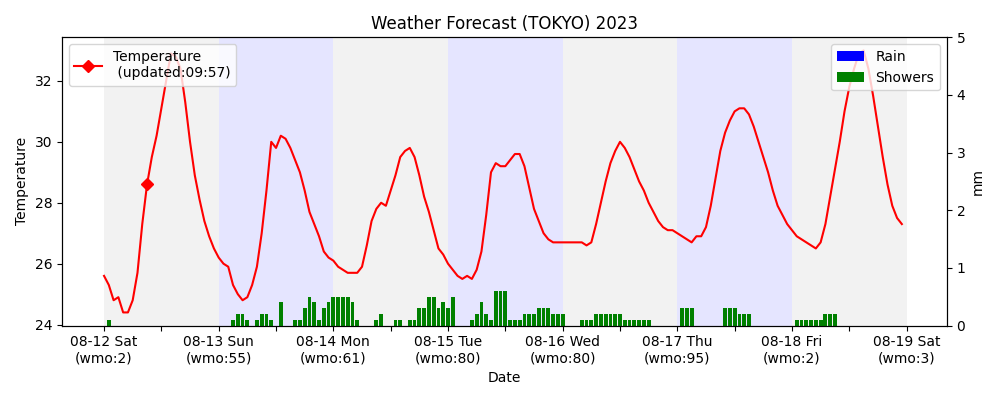 Weather Forecast (TOKYO) 2023
Temperature
(updated:09:57)
Rain
Showers
Temperature
32
30
28
26
24
5
4
3
2
1
0
mm
08-12 Sat
(wmo:2)
08-13 Sun
(wmo:55)
08-14 Mon
(wmo:61)
08-15 Tue
(wmo:80)
08-16 Wed
(wmo:80)
08-17 Thu
(wmo:95)
08-18 Fri
(wmo:2)
08-19 Sat
(wmo:3)
Date